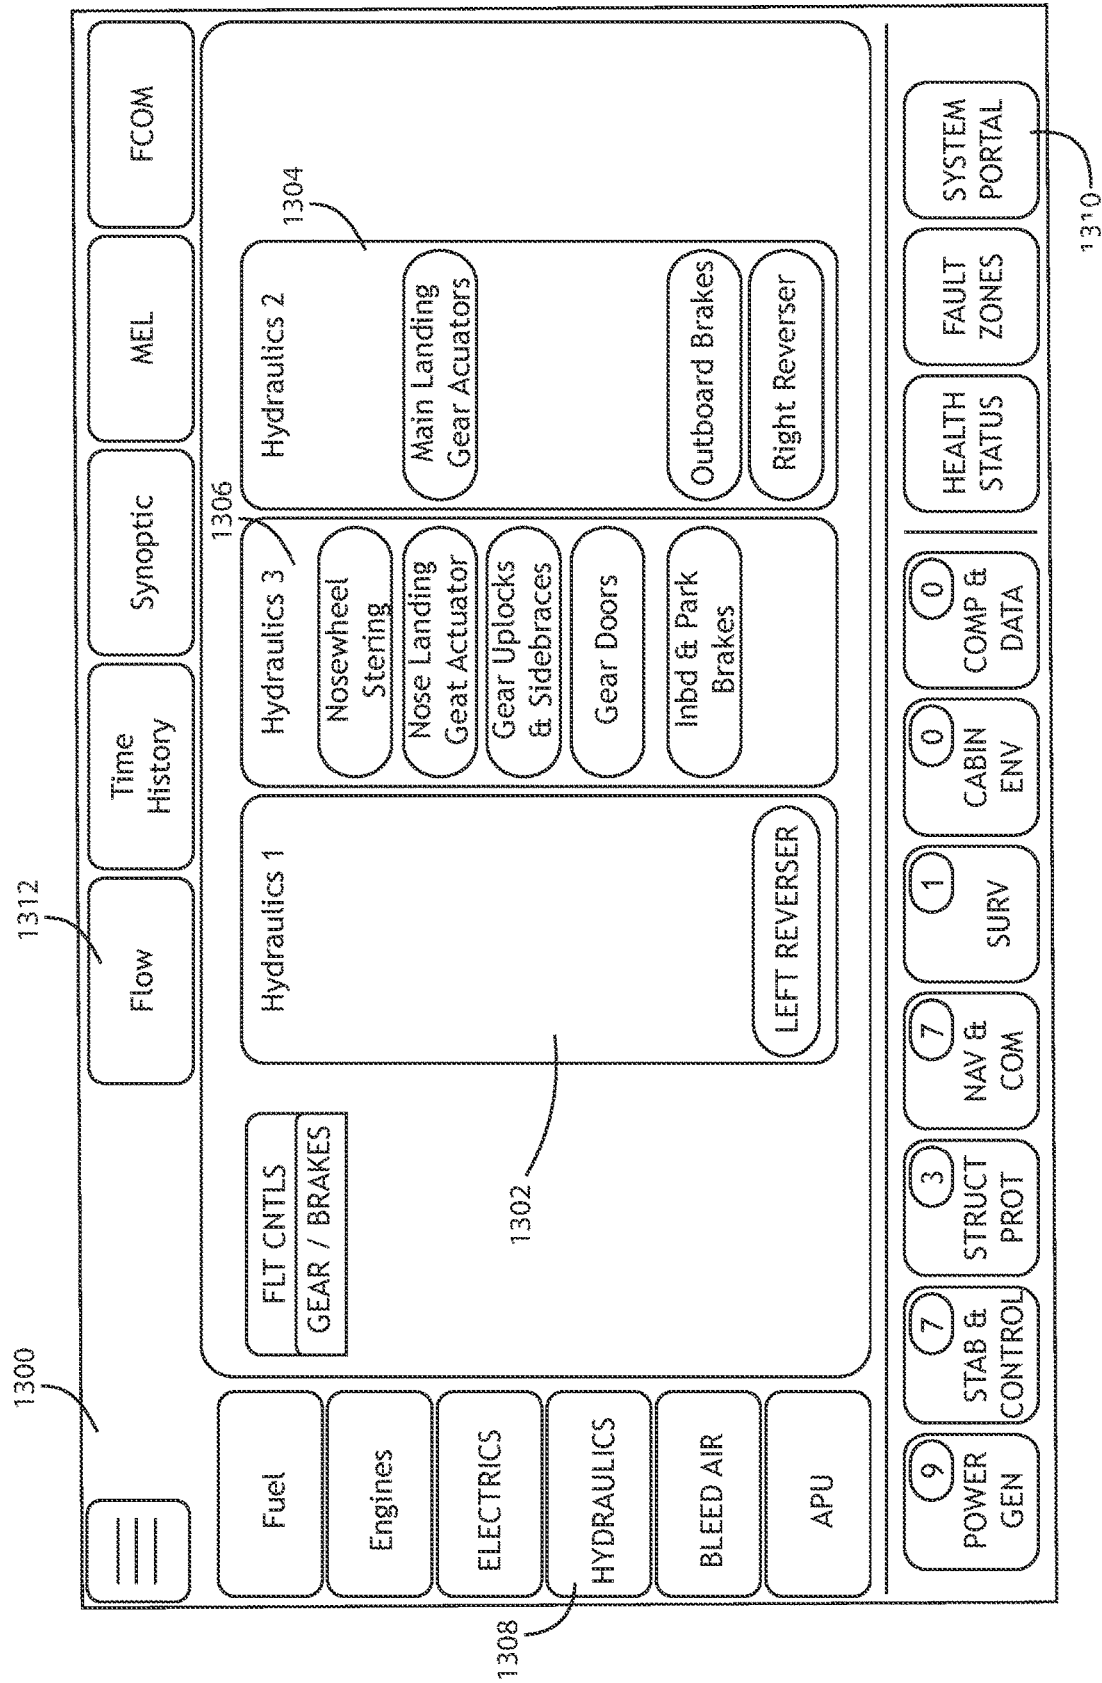 1300
1312
Flow
Time
History
Synoptic
MEL
FCOM
Fuel
Engines
ELECTRICS
HYDRAULICS
BLEED AIR
APU
1308
FLT CNTLS
GEAR / BRAKES
1302
Hydraulics 1
LEFT REVERSER
1306
Hydraulics 3
Nosewheel
Stering
Nose Landing
Geat Actuator
Gear Uplocks
& Sidebraces
Gear Doors
Inbd & Park
Brakes
1304
Hydraulics 2
Main Landing
Gear Acuators
Outboard Brakes
Right Reverser
9
POWER
GEN
7
STAB &
CONTROL
3
STRUCT
PROT
7
NAV &
COM
1
SURV
0
CABIN
ENV
0
COMP &
DATA
HEALTH
STATUS
FAULT
ZONES
SYSTEM
PORTAL
1310